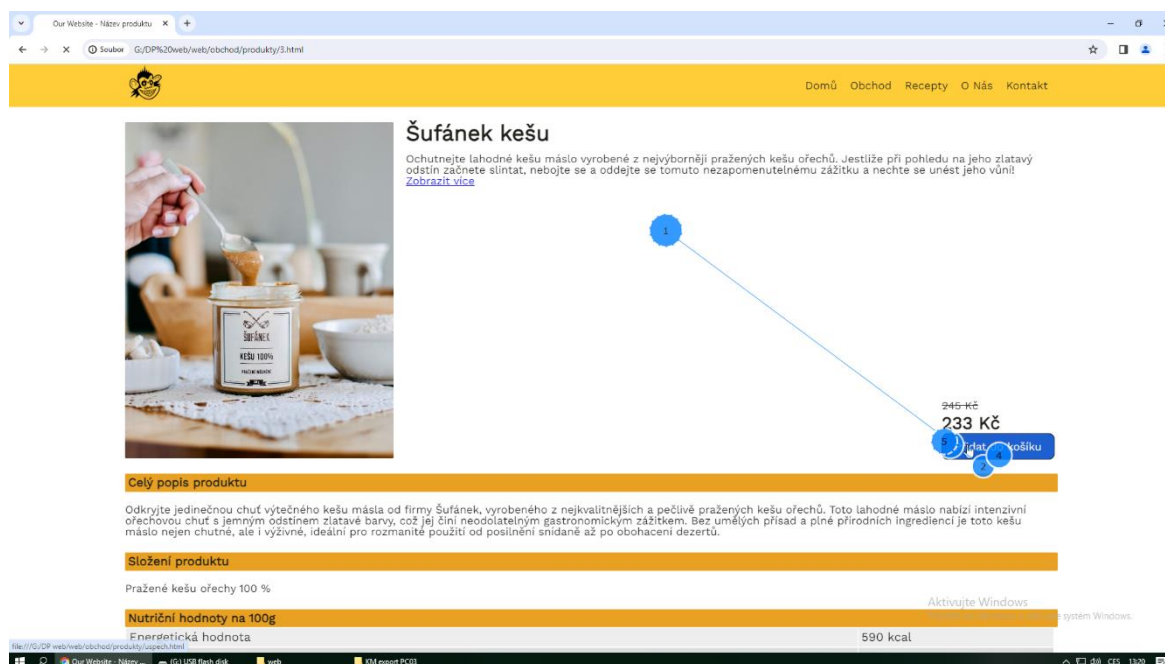 Our Website - Název produktu
Soubor G:/DP%20web/web/obchod/produkty/3.html
Domů Obchod Recepty O Nás Kontakt
Šufánek kešu
Ochutnejte lahodné kešu máslo vyrobené z nejvýborněji pražených kešu ořechů. Jestliže při pohledu na jeho zlatavý
odstín začnete slintat, nebojte se a oddejte se tomuto nezapomenutelnému zážitku a nechte se unést jeho vůní!
Zobrazit více
1
ŠUFÁNEK
KEŠU 100%
245 Kč
233 Kč
5
košíku
4
2
Celý popis produktu
Odkryjte jedinečnou chuť výtečného kešu másla od firmy Šufánek, vyrobeného z nejkvalitnějších a pečlivě pražených kešu ořechů. Toto lahodné máslo nabízí intenzivní
ořechovou chuť s jemným odstínem zlatavé barvy, což jej činí neodolatelným gastronomickým zážitkem. Bez umělých přísad a plné přírodních ingrediencí je toto kešu
máslo nejen chutné, ale i výživné, ideální pro rozmanité použití od posilnění snídaně až po obohacení dezertů.
Složení produktu
Pražené kešu ořechy 100 %
Aktivujte Windows
systém Windows.
Nutriční hodnoty na 100g
Energetická hodnota 590 kcal
file:///G:/DP web/web/obchod/produkty/uspech.html
Our Website - Název ... (G:) USB flash disk web KM export PC03 CES 13:20